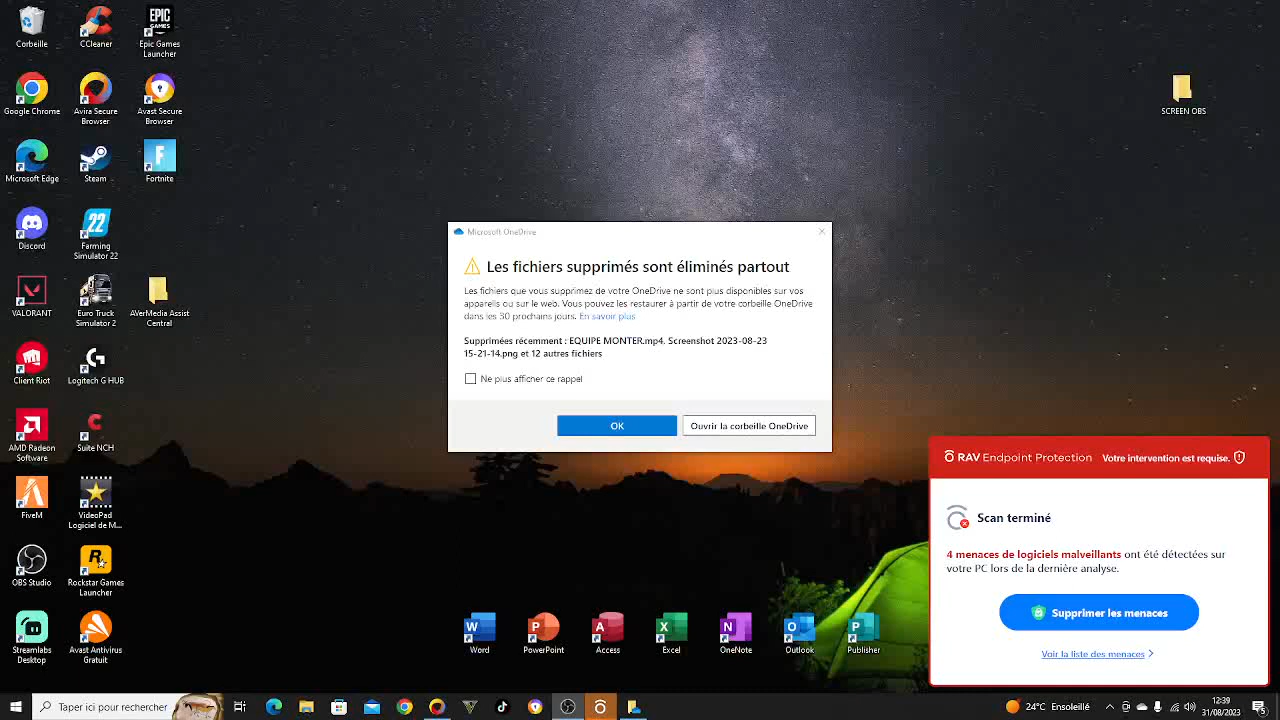 Corbeille
CCleaner
EPIC
GAMES
Epic Games
Launcher
Google Chrome
Avira Secure
Browser
Avast Secure
Browser
SCREEN OBS
Microsoft Edge
Steam
Fortnite
Discord
22
Farming
Simulator 22
VALORANT
Euro Truck
Simulator 2
AVerMedia Assist
Central
Client Riot
Logitech G HUB
AMD Radeon
Software
Suite NCH
FiveM
VideoPad
Logiciel de M...
OBS Studio
Rockstar Games
Launcher
Streamlabs
Desktop
Avast Antivirus
Gratuit
Microsoft OneDrive
Les fichiers supprimés sont éliminés partout
Les fichiers que vous supprimez de votre OneDrive ne sont plus disponibles sur vos
appareils ou sur le web. Vous pouvez les restaurer à partir de votre corbeille OneDrive
dans les 30 prochains jours. En savoir plus
Supprimées récemment : EQUIPE MONTER.mp4. Screenshot 2023-08-23
15-21-14.png et 12 autres fichiers
Ne plus afficher ce rappel
OK
Ouvrir la corbeille OneDrive
RAV Endpoint Protection
Votre intervention est requise.
Scan terminé
4 menaces de logiciels malveillants ont été détectées sur
votre PC lors de la dernière analyse.
Supprimer les menaces
Voir la liste des menaces
Word
PowerPoint
Access
Excel
OneNote
Outlook
Publisher
Taper ici pour rechercher
24°C Ensoleillé
12:39
31/08/2023